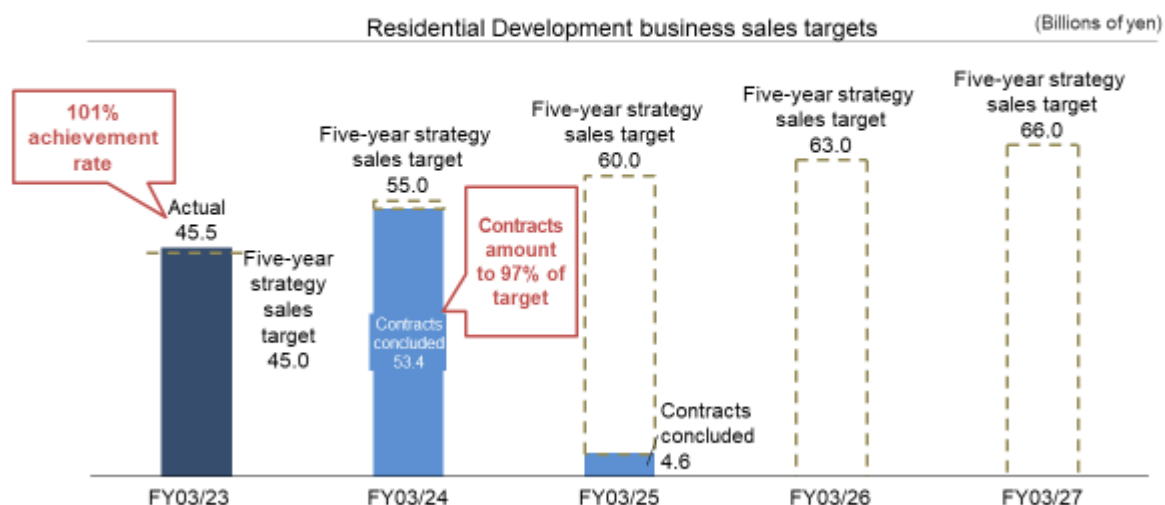 Residential Development business sales targets
(Billions of yen)
101%
achievement
rate
Actual
45.5
Five-year
strategy
sales
target
45.0
Five-year strategy
sales target
55.0
Contracts
concluded
53.4
Contracts
amount
to 97% of
target
Five-year strategy
sales target
60.0
Contracts
concluded
4.6
Five-year strategy
sales target
63.0
Five-year strategy
sales target
66.0
FY03/23
FY03/24
FY03/25
FY03/26
FY03/27